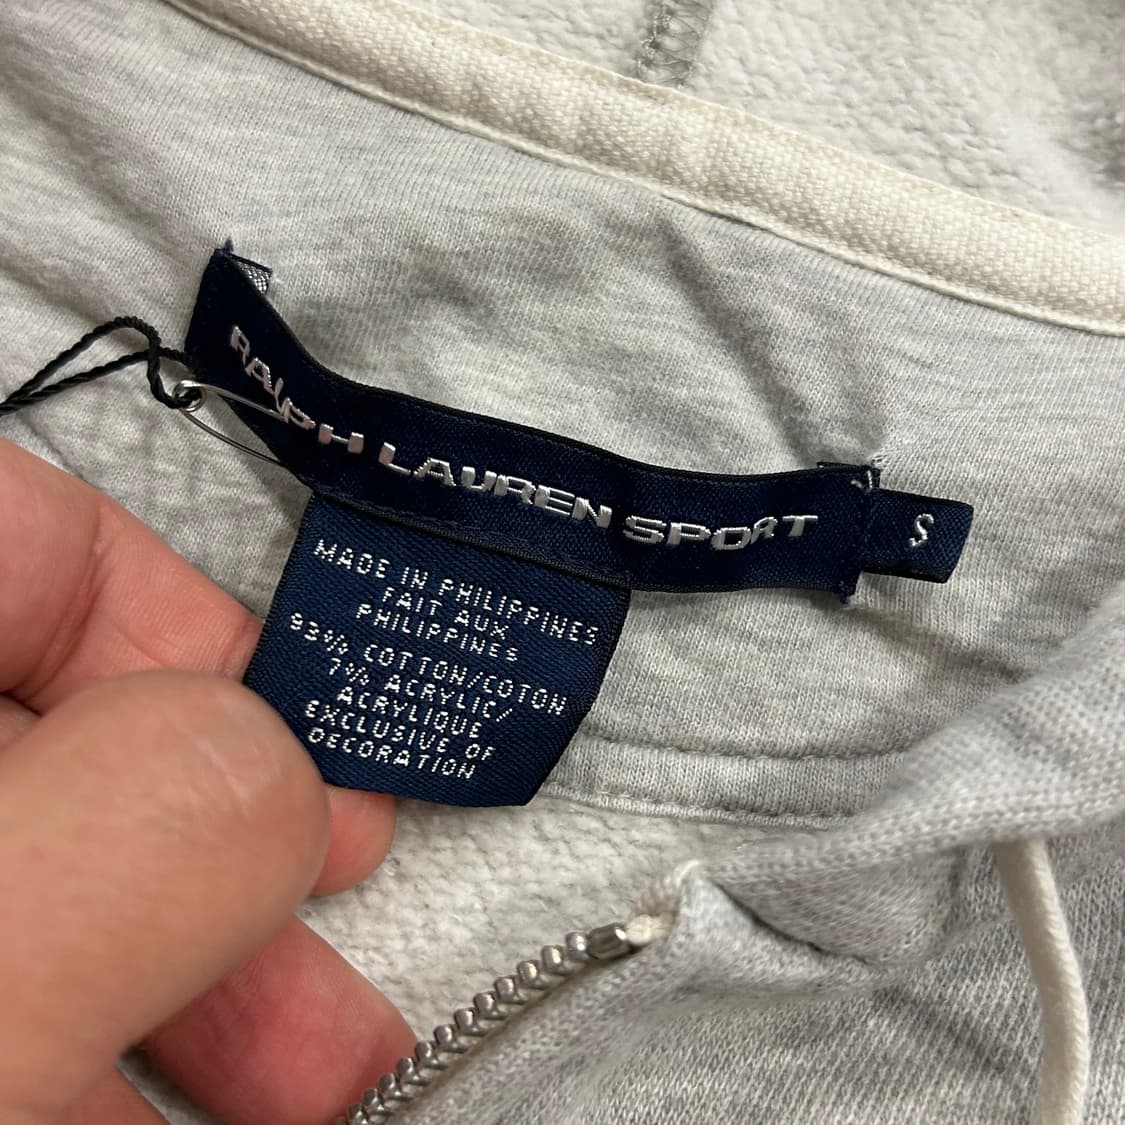 RALPH LAUREN SPORT
S
MADE IN PHILIPPINES
FAIT AUX
PHILIPPINES
93% COTTON/COTON
7% ACRYLIC/
ACRYLIQUE
EXCLUSIVE OF
DECORATION